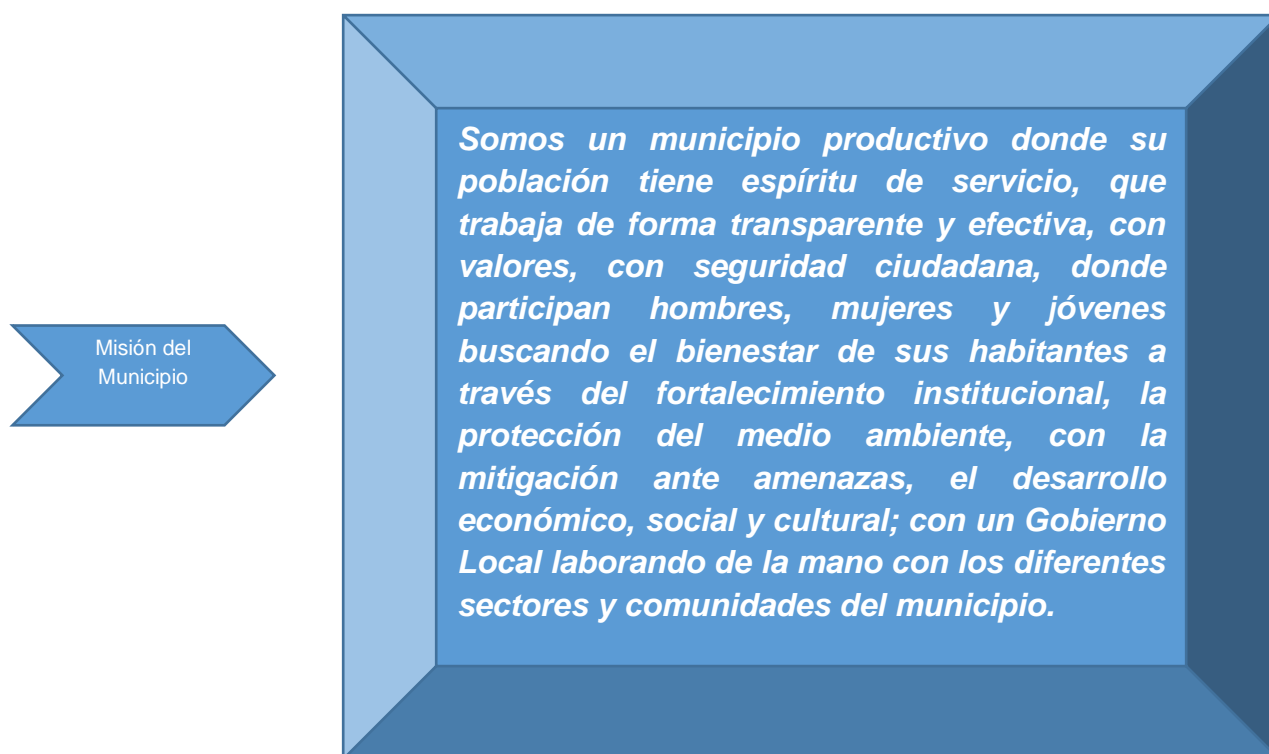 Misión del
Municipio
Somos un municipio productivo donde su
población tiene espíritu de servicio, que
trabaja de forma transparente y efectiva, con
valores, con seguridad ciudadana, donde
participan hombres, mujeres y jóvenes
buscando el bienestar de sus habitantes a
través del fortalecimiento institucional, la
protección del medio ambiente, con la
mitigación ante amenazas, el desarrollo
económico, social y cultural; con un Gobierno
Local laborando de la mano con los diferentes
sectores y comunidades del municipio.